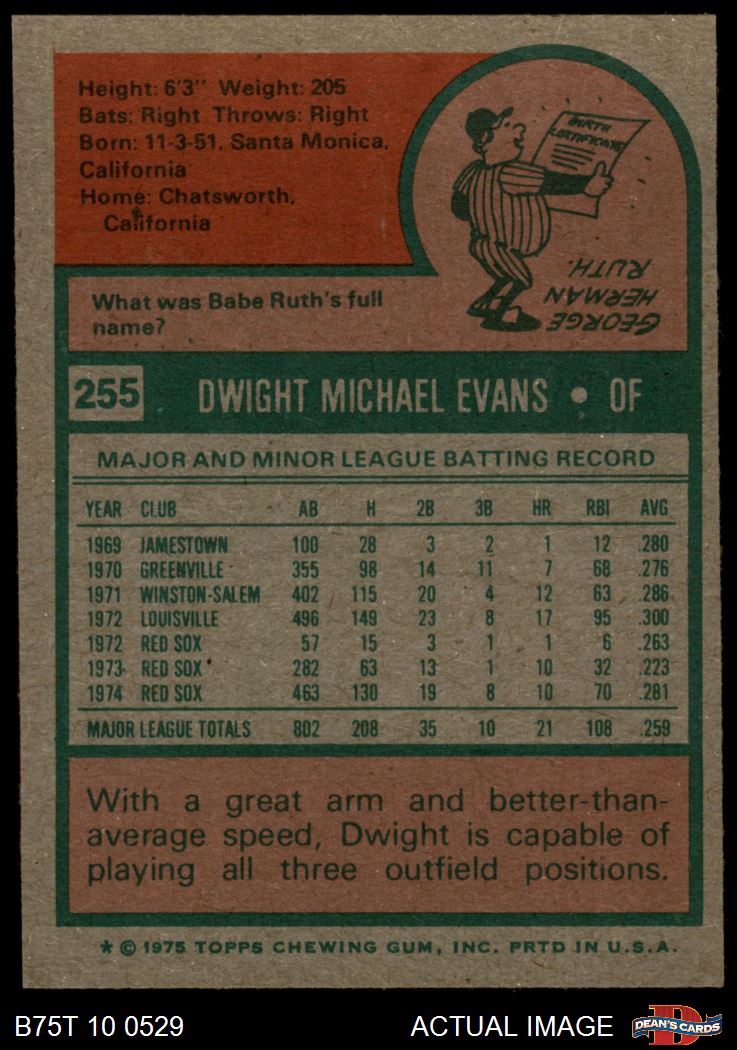 Height: 6'3" Weight: 205
Bats: Right Throws: Right
Born: 11-3-51, Santa Monica,
California
Home: Chatsworth,
California
BIRTH
CERTIFICATE
What was Babe Ruth's full
name?
GEORGE
HERMAN
RUTH.
255 DWIGHT MICHAEL EVANS • OF
MAJOR AND MINOR LEAGUE BATTING RECORD
YEAR CLUB AB H 2B 3B HR RBI AVG
1969 JAMESTOWN 100 28 3 2 1 12 .280
1970 GREENVILLE 355 98 14 11 7 68 .276
1971 WINSTON-SALEM 402 115 20 4 12 63 .286
1972 LOUISVILLE 496 149 23 8 17 95 .300
1972 RED SOX 57 15 3 1 1 6 .263
1973 RED SOX 282 63 13 1 10 32 .223
1974 RED SOX 463 130 19 8 10 70 .281
MAJOR LEAGUE TOTALS 802 208 35 10 21 108 .259
With a great arm and better-than-
average speed, Dwight is capable of
playing all three outfield positions.
* © 1975 TOPPS CHEWING GUM, INC. PRTD IN U.S.A.
B75T 10 0529 ACTUAL IMAGE
DEAN'S CARDS